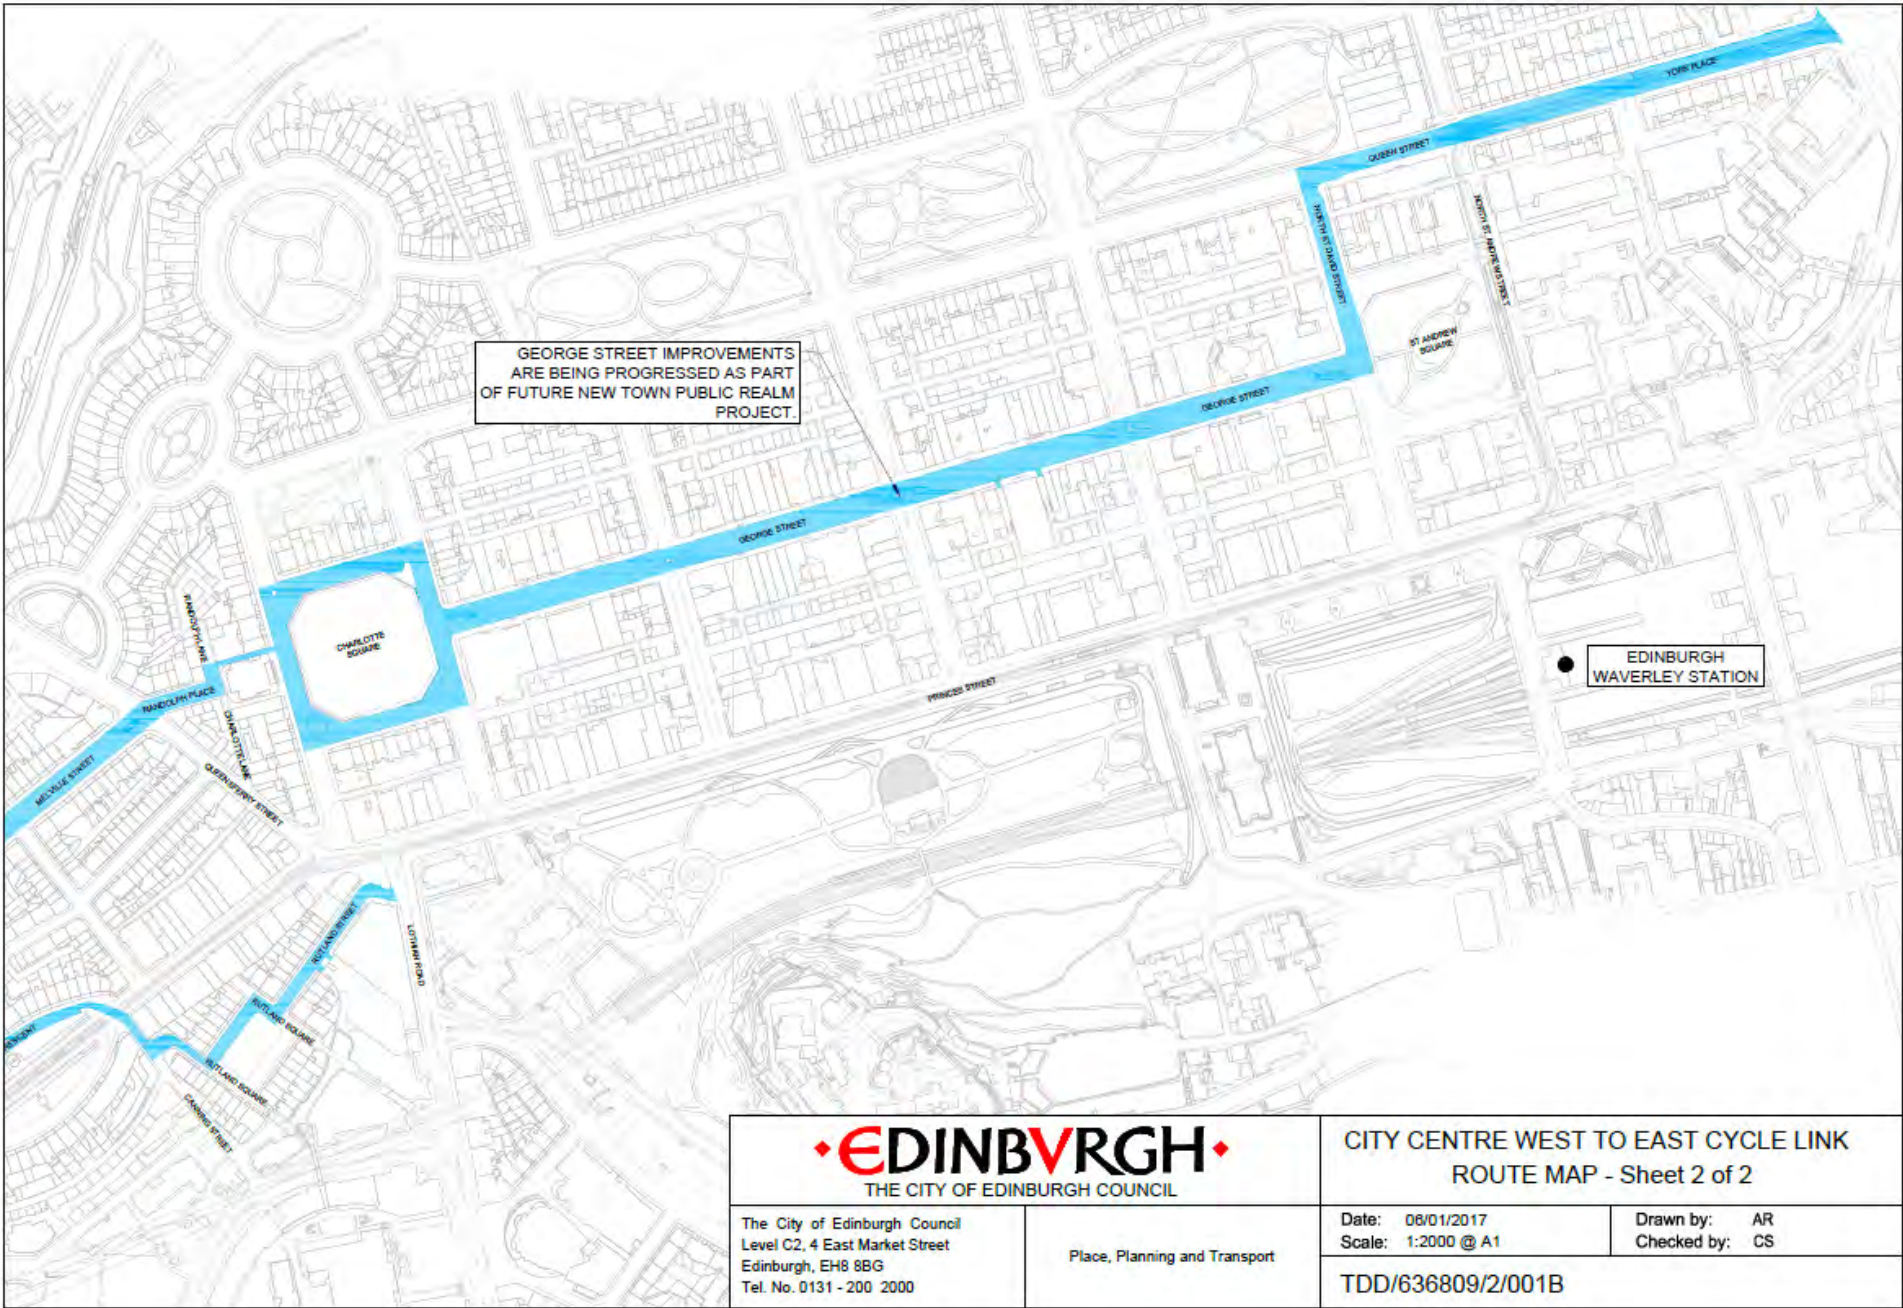 YORK PLACE
QUEEN STREET
NORTH ST DAVID STREET
NORTH ST ANDREW STREET
ST ANDREW
SQUARE
GEORGE STREET IMPROVEMENTS
ARE BEING PROGRESSED AS PART
OF FUTURE NEW TOWN PUBLIC REALM
PROJECT.
GEORGE STREET
GEORGE STREET
CHARLOTTE
SQUARE
RANDOLPH LANE
RANDOLPH PLACE
CHARLOTTE LANE
MELVILLE STREET
QUEENSFERRY STREET
PRINCES STREET
EDINBURGH
WAVERLEY STATION
LOTHIAN ROAD
RUTLAND STREET
RUTLAND SQUARE
RUTLAND SQUARE
CANNING STREET
RESCENT
EDINBVRGH
THE CITY OF EDINBURGH COUNCIL
The City of Edinburgh Council
Level C2, 4 East Market Street
Edinburgh, EH8 8BG
Tel. No. 0131 - 200 2000
Place, Planning and Transport
CITY CENTRE WEST TO EAST CYCLE LINK
ROUTE MAP - Sheet 2 of 2
Date: 06/01/2017
Scale: 1:2000 @ A1
Drawn by: AR
Checked by: CS
TDD/636809/2/001B